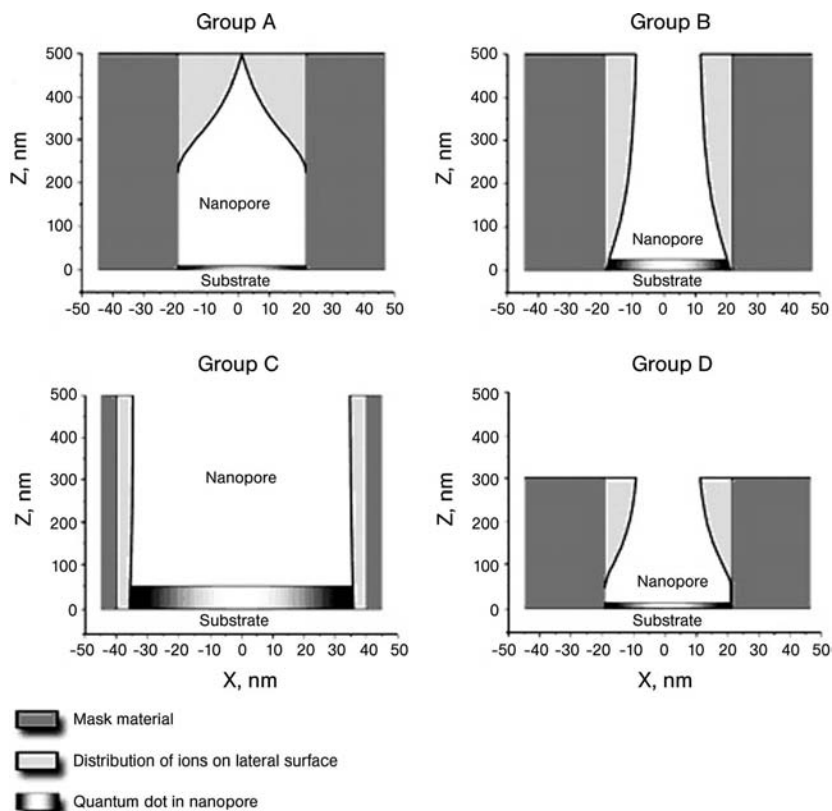 Group A
Z, nm
500
400
300
200
100
0
Nanopore
Substrate
-50 -40 -30 -20 -10 0 10 20 30 40 50
Group B
Z, nm
500
400
300
200
100
0
Nanopore
Substrate
-50 -40 -30 -20 -10 0 10 20 30 40 50
Group C
Z, nm
500
400
300
200
100
0
Nanopore
Substrate
-50 -40 -30 -20 -10 0 10 20 30 40 50
X, nm
Group D
Z, nm
500
400
300
200
100
0
Nanopore
Substrate
-50 -40 -30 -20 -10 0 10 20 30 40 50
X, nm
Mask material
Distribution of ions on lateral surface
Quantum dot in nanopore